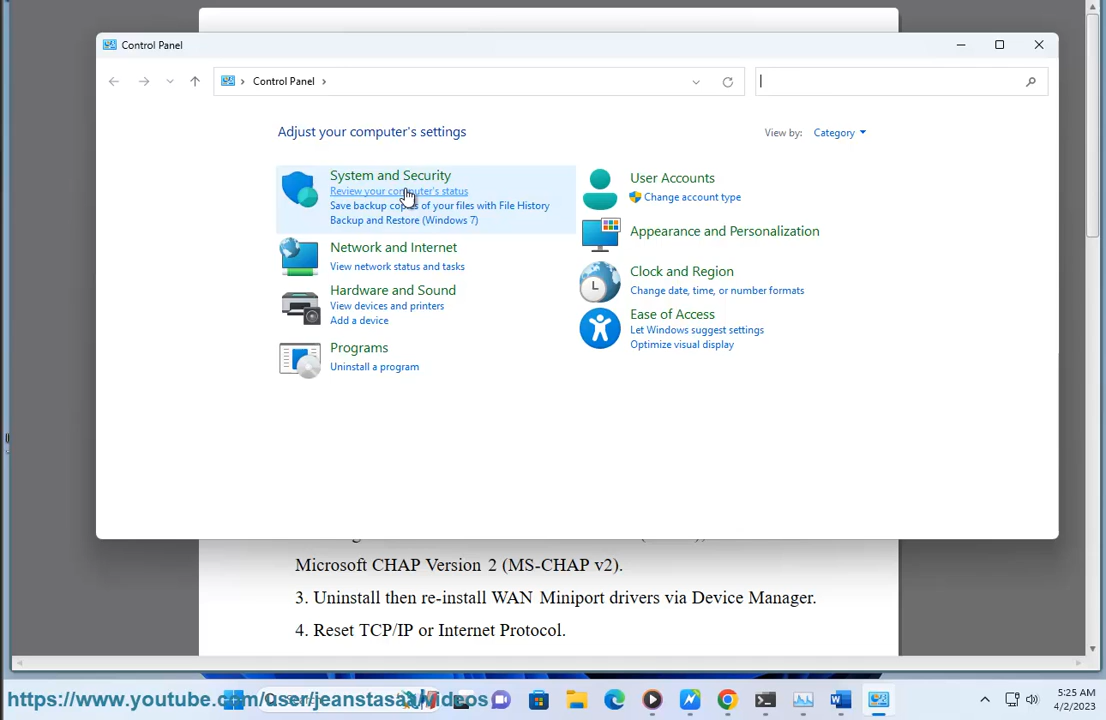 Control Panel
Control Panel
Adjust your computer's settings
View by: Category
System and Security
Review your computer's status
Save backup copies of your files with File History
Backup and Restore (Windows 7)
Network and Internet
View network status and tasks
Hardware and Sound
View devices and printers
Add a device
Programs
Uninstall a program
User Accounts
Change account type
Appearance and Personalization
Clock and Region
Change date, time, or number formats
Ease of Access
Let Windows suggest settings
Optimize visual display
Microsoft CHAP Version 2 (MS-CHAP v2).
3. Uninstall then re-install WAN Miniport drivers via Device Manager.
4. Reset TCP/IP or Internet Protocol.
https://www.youtube.com/user/jeanstasaa/videos
5:25 AM
4/2/2023